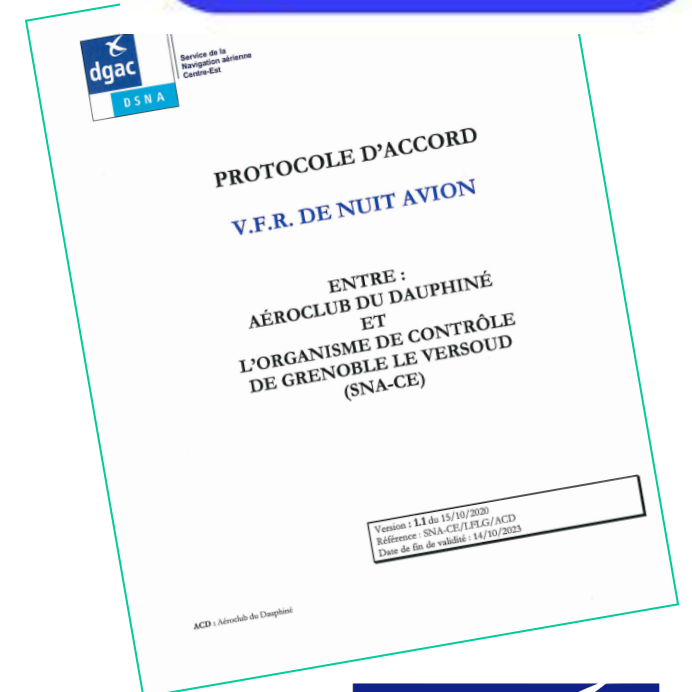 dgac
DSNA
Service de la
Navigation aérienne
Centre-Est
PROTOCOLE D'ACCORD
V.F.R. DE NUIT AVION
ENTRE :
AÉROCLUB DU DAUPHINÉ
ET
L'ORGANISME DE CONTRÔLE
DE GRENOBLE LE VERSOUD
(SNA-CE)
Version : 1.1 du 15/10/2020
Référence : SNA-CE/LFLG/ACD
Date de fin de validité : 14/10/2023
ACD : Aéroclub du Dauphiné